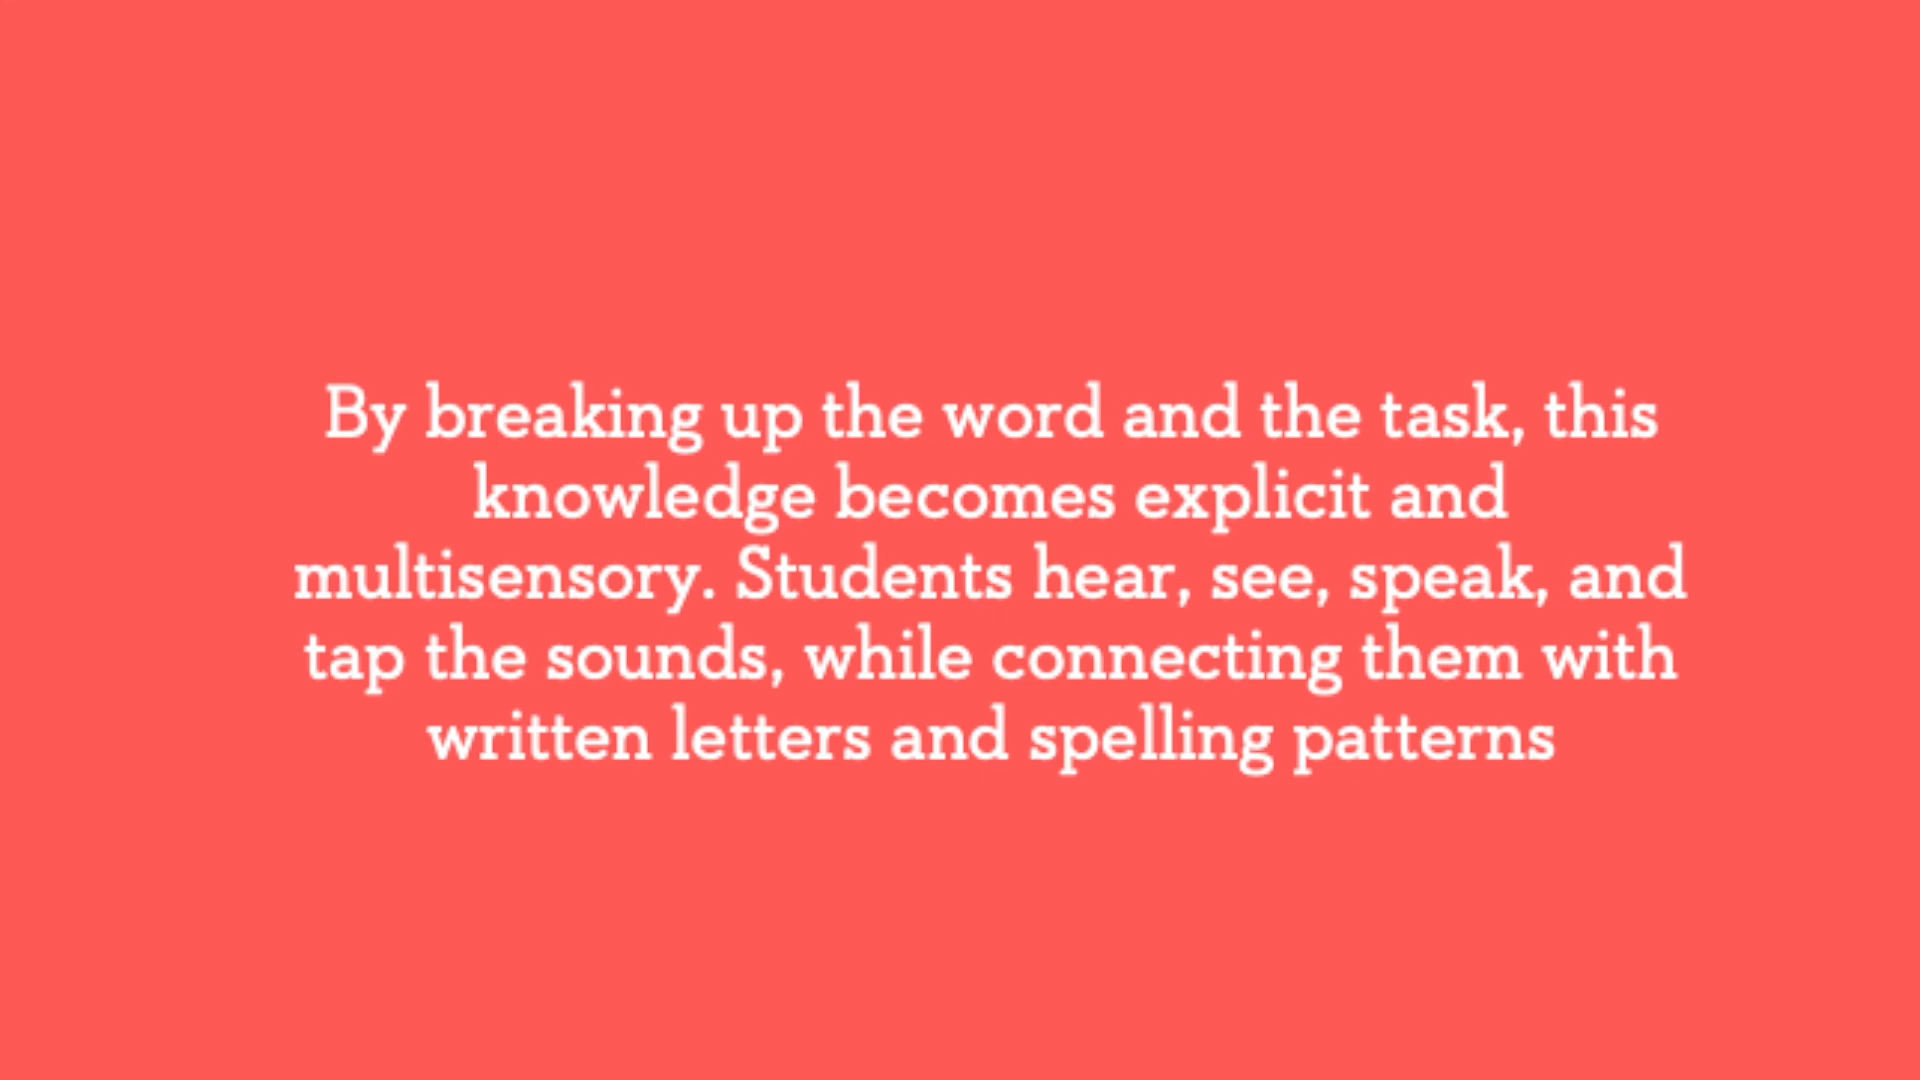 By breaking up the word and the task, this
knowledge becomes explicit and
multisensory. Students hear, see, speak, and
tap the sounds, while connecting them with
written letters and spelling patterns